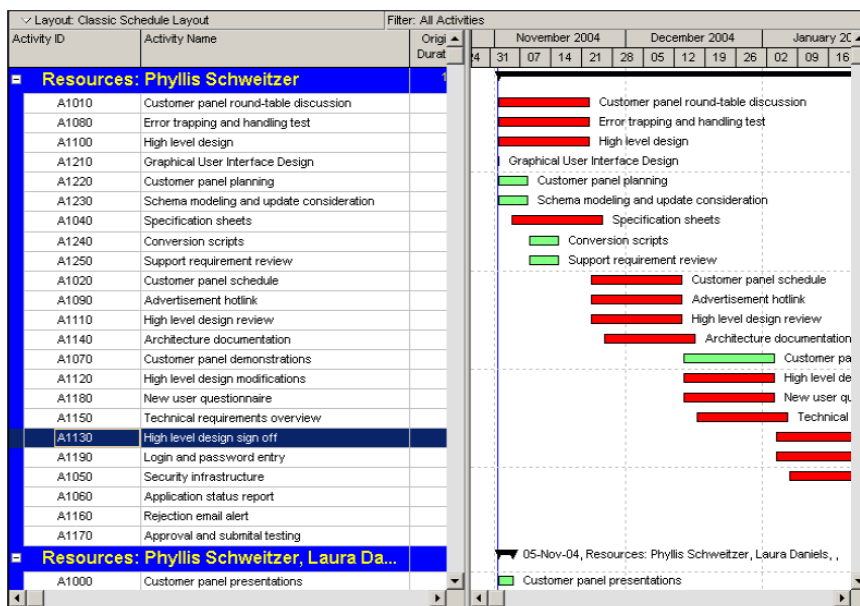 Layout: Classic Schedule Layout
Filter: All Activities
Activity ID Activity Name Origi Durat
November 2004 December 2004 January 20
24 31 07 14 21 28 05 12 19 26 02 09 16
Resources: Phyllis Schweitzer 1
A1010 Customer panel round-table discussion Customer panel round-table discussion
A1080 Error trapping and handling test Error trapping and handling test
A1100 High level design High level design
A1210 Graphical User Interface Design Graphical User Interface Design
A1220 Customer panel planning Customer panel planning
A1230 Schema modeling and update consideration Schema modeling and update consideration
A1040 Specification sheets Specification sheets
A1240 Conversion scripts Conversion scripts
A1250 Support requirement review Support requirement review
A1020 Customer panel schedule Customer panel schedule
A1090 Advertisement hotlink Advertisement hotlink
A1110 High level design review High level design review
A1140 Architecture documentation Architecture documentation
A1070 Customer panel demonstrations Customer pa
A1120 High level design modifications High level de
A1180 New user questionnaire New user qu
A1150 Technical requirements overview Technical
A1130 High level design sign off
A1190 Login and password entry
A1050 Security infrastructure
A1060 Application status report
A1160 Rejection email alert
A1170 Approval and submital testing
Resources: Phyllis Schweitzer, Laura Da... 05-Nov-04, Resources: Phyllis Schweitzer, Laura Daniels, ,
A1000 Customer panel presentations Customer panel presentations